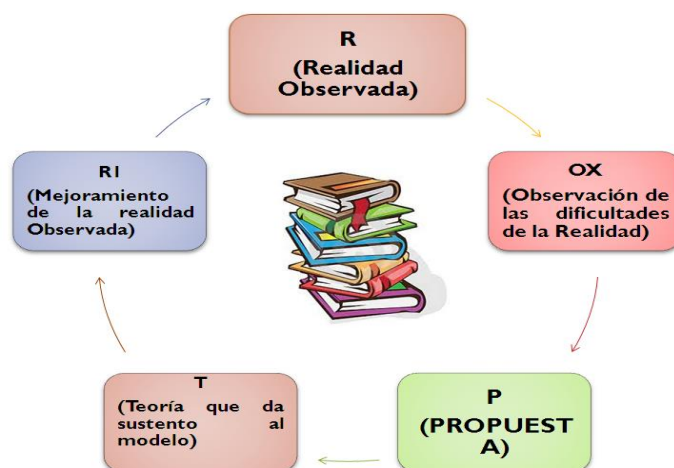 R
(Realidad
Observada)
OX
(Observación de
las dificultades
de la Realidad)
P
(PROPUEST
A)
T
(Teoría que da
sustento al
modelo)
R1
(Mejoramiento
de la realidad
Observada)